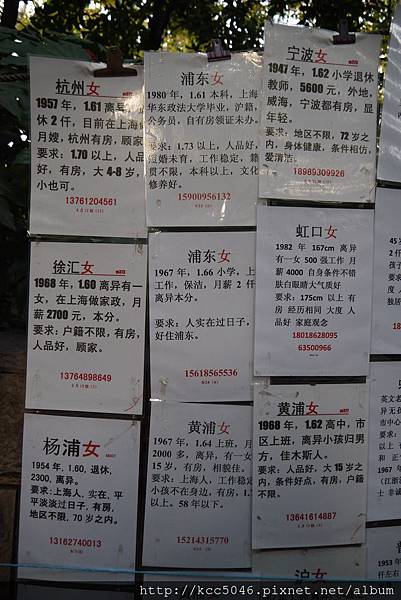 杭州女
1957 年，1.61 离异
休 2 仟，目前在上海
月嫂，杭州有房，顾家
要求：1.70 以上，人品
好，有房，大 4-8 岁，
小也可。
13761204561
浦东女
1980 年，1.61 本科，上海
华东政法大学毕业，沪籍，
公务员，自有房领证未办。
要求：1.73 以上，人品好，
短婚未育，工作稳定，籍
贯不限，本科以上，文化
修养好。
15900956132
宁波女
1947 年，1.62 小学退休
教师，5600 元，外地，
威海，宁波都有房，显
年轻。
要求：地区不限，72 岁之
内，身体健康，条件相仿，
爱清洁。
18989309926
徐汇女
1968 年，1.60 离异有一
女，在上海做家政，月
薪 2700 元，本分。
要求：户籍不限，有房，
人品好，顾家。
13764898649
浦东女
1967 年，1.66 小学，上
工作，保洁，月薪 2 仟
离异本分。
要求：人实在过日子，
好住浦东。
15618565536
虹口女
1982 年 167cm 离异
有一女 500 强工作 月
薪 4000 自身条件不错
肤白眼睛大气质好
要求：175cm 以上 有
房 经历相同 大度 人
品好 家庭观念
18018628095
63500966
杨浦女
1954 年，1.60，退休，
2300，离异。
要求：上海人，实在，平
平淡淡过日子，有房，
地区不限，70 岁之内。
13162740013
黄浦女
1967 年，1.64 上班，月
2000 多，离异，有一女
15 岁，有房，相貌佳。
要求：上海人，工作稳定
小孩不在身边，有房，1.7
以上。58 年以下。
15214315770
黄浦女
1968 年，1.62 高中，市
区上班，离异小孩归男
方，佳木斯人。
要求：人品好，大 15 岁之
内，条件好点，有房，户籍
不限。
13641614887
http://kcc5046.pixnet.net/album